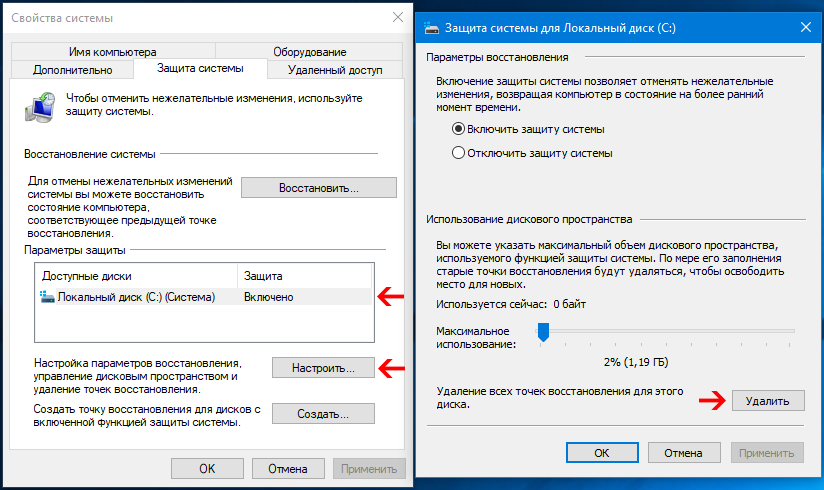 Свойства системы
Имя компьютера
Оборудование
Дополнительно
Защита системы
Удаленный доступ
Чтобы отменить нежелательные изменения, используйте
защиту системы.
Восстановление системы
Для отмены нежелательных изменений
системы вы можете восстановить
состояние компьютера,
соответствующее предыдущей точке
восстановления.
Восстановить...
Параметры защиты
Доступные диски
Защита
Локальный диск (C:) (Система)
Включено
Настройка параметров восстановления,
управление дисковым пространством и
удаление точек восстановления.
Настроить...
Создать точку восстановления для дисков с
включенной функцией защиты системы.
Создать...
OK
Отмена
Применить
Защита системы для Локальный диск (C:)
Параметры восстановления
Включение защиты системы позволяет отменять нежелательные
изменения, возвращая компьютер в состояние на более ранний
момент времени.
Включить защиту системы
Отключить защиту системы
Использование дискового пространства
Вы можете указать максимальный объем дискового пространства,
используемого функцией защиты системы. По мере его заполнения
старые точки восстановления будут удаляться, чтобы освободить
место для новых.
Используется сейчас: 0 байт
Максимальное
использование:
2% (1,19 ГБ)
Удаление всех точек восстановления для этого
диска.
Удалить
OK
Отмена
Применить